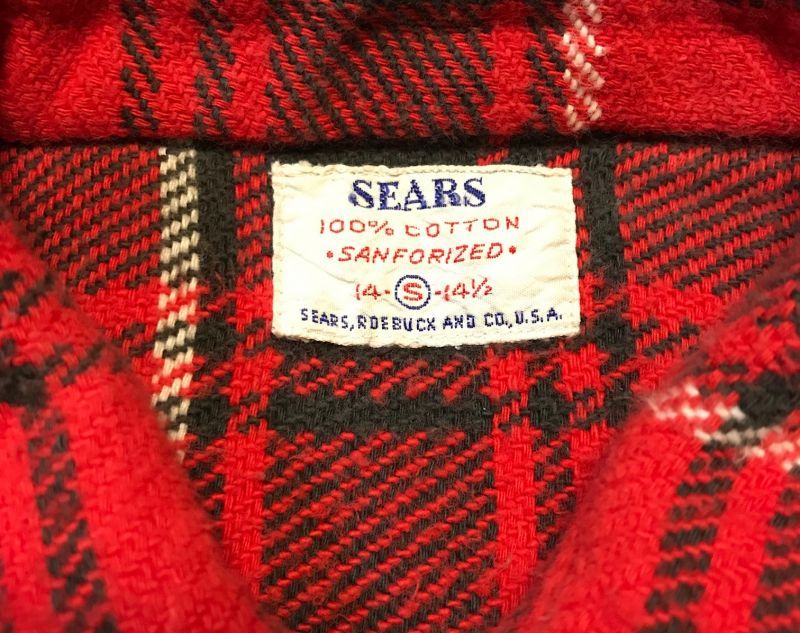 SEARS
100% COTTON
•SANFORIZED•
14-S-14½
SEARS, ROEBUCK AND CO., U.S.A.